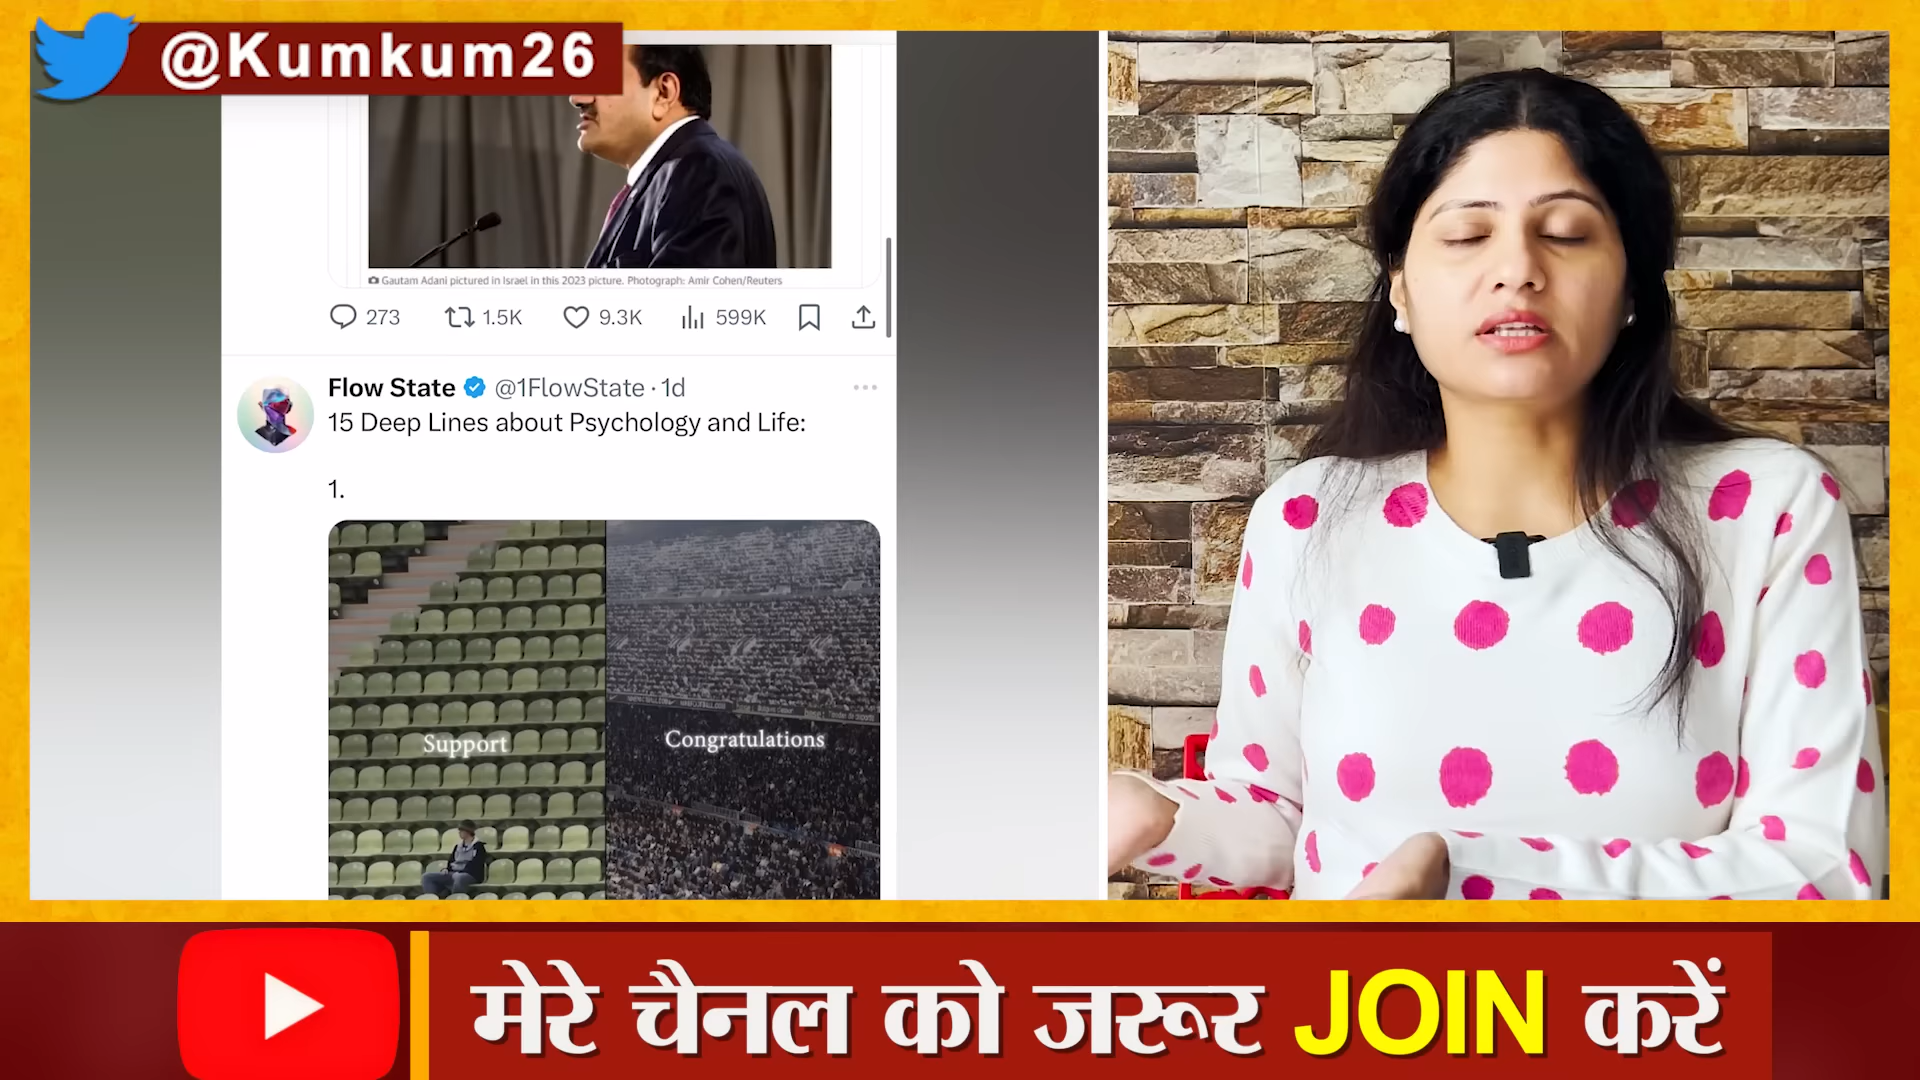 @Kumkum26
Gautam Adani pictured in Israel in this 2023 picture. Photograph: Amir Cohen/Reuters
273 1.5K 9.3K 599K
Flow State @1FlowState · 1d
15 Deep Lines about Psychology and Life:
1.
Support
Congratulations
मेरे चैनल को जरूर JOIN करें